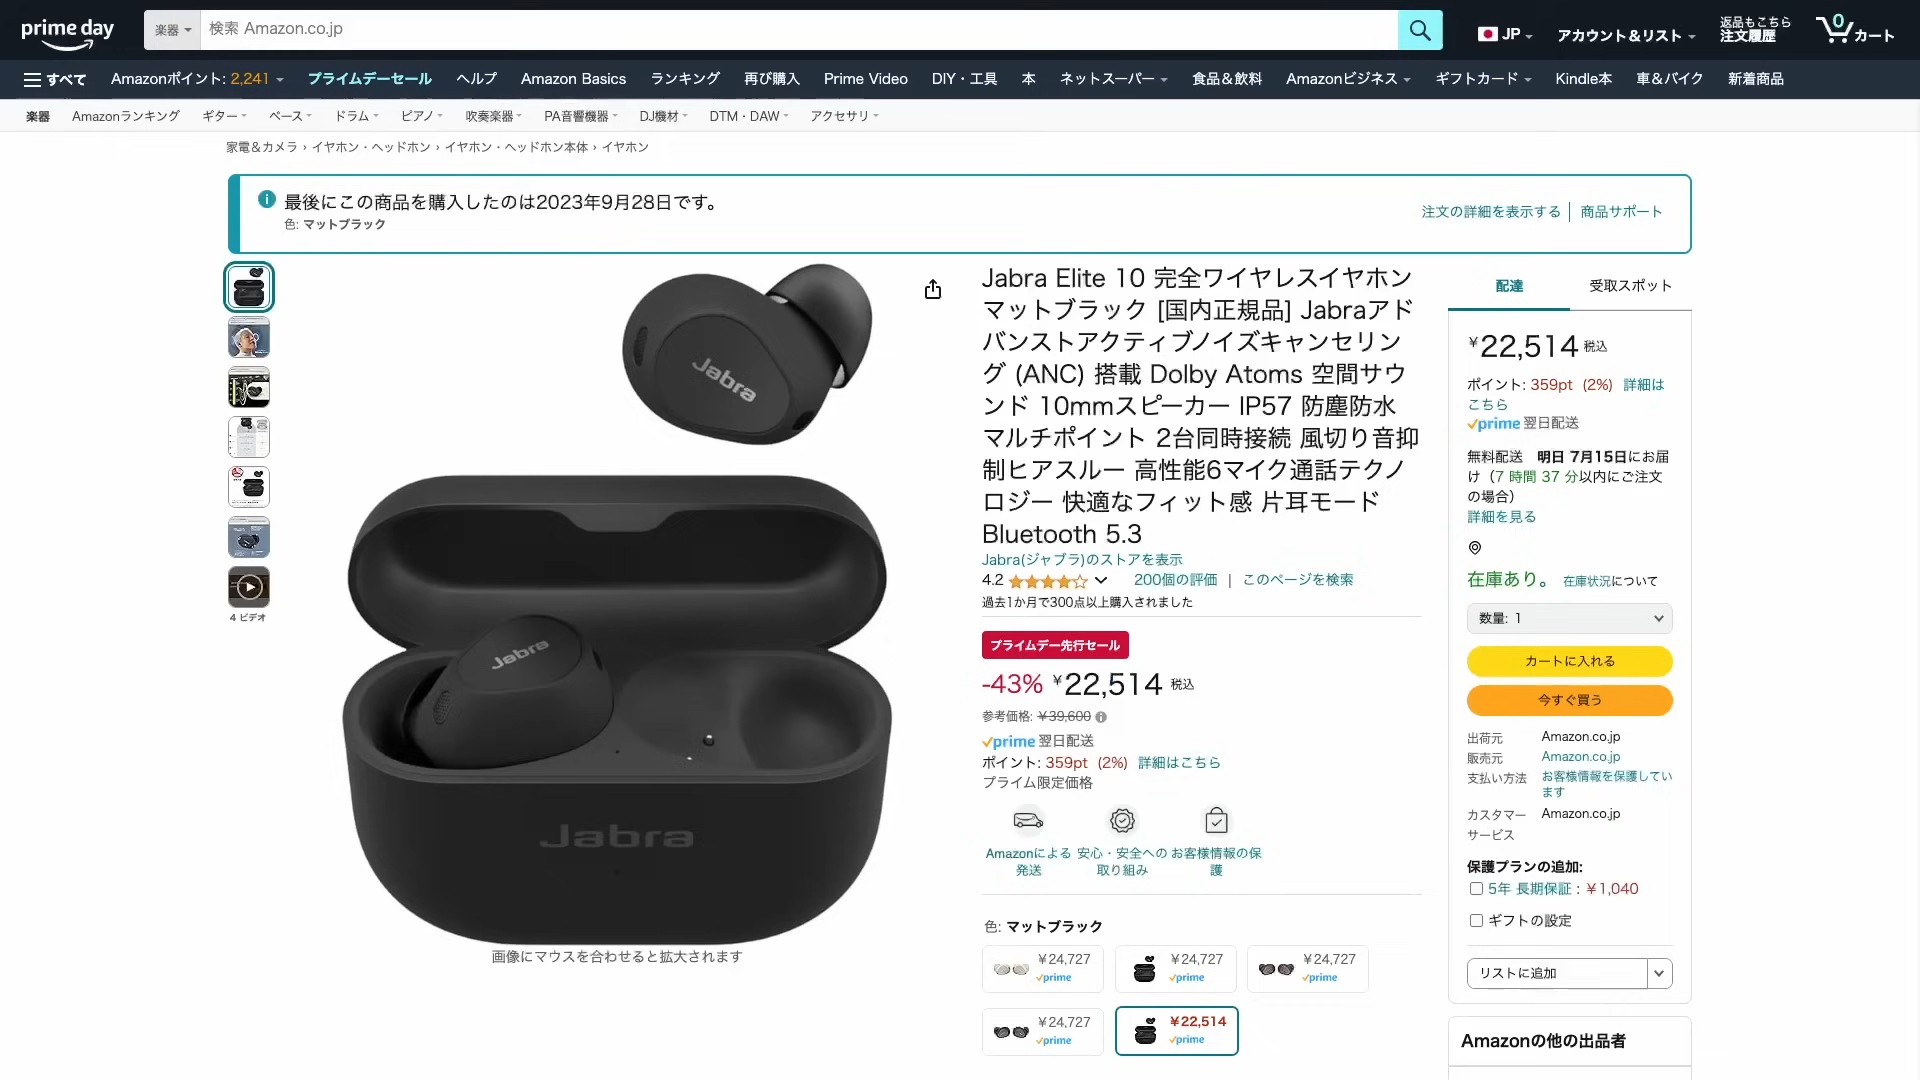 prime day
楽器
検索 Amazon.co.jp
JP
アカウント＆リスト
返品もこちら
注文履歴
0
カート
すべて
Amazonポイント: 2,241
プライムデーセール
ヘルプ
Amazon Basics
ランキング
再び購入
Prime Video
DIY・工具
本
ネットスーパー
食品＆飲料
Amazonビジネス
ギフトカード
Kindle本
車＆バイク
新着商品
楽器
Amazonランキング
ギター
ベース
ドラム
ピアノ
吹奏楽器
PA音響機器
DJ機材
DTM・DAW
アクセサリ
家電＆カメラ › イヤホン・ヘッドホン › イヤホン・ヘッドホン本体 › イヤホン
最後にこの商品を購入したのは2023年9月28日です。
色: マットブラック
注文の詳細を表示する
商品サポート
4 ビデオ
Jabra
Jabra
Jabra
画像にマウスを合わせると拡大されます
Jabra Elite 10 完全ワイヤレスイヤホン
マットブラック [国内正規品] Jabraアド
バンストアクティブノイズキャンセリン
グ (ANC) 搭載 Dolby Atoms 空間サウ
ンド 10mmスピーカー IP57 防塵防水
マルチポイント 2台同時接続 風切り音抑
制ヒアスルー 高性能6マイク通話テクノ
ロジー 快適なフィット感 片耳モード
Bluetooth 5.3
Jabra(ジャブラ)のストアを表示
4.2
200個の評価 | このページを検索
過去1か月で300点以上購入されました
プライムデー先行セール
-43% ￥22,514 税込
参考価格: ￥39,600
prime 翌日配送
ポイント: 359pt (2%) 詳細はこちら
プライム限定価格
Amazonによる
発送
安心・安全への
取り組み
お客様情報の保
護
色: マットブラック
￥24,727
prime
￥24,727
prime
￥24,727
prime
￥24,727
prime
￥22,514
prime
配達
受取スポット
￥22,514 税込
ポイント: 359pt (2%) 詳細は
こちら
prime 翌日配送
無料配送 明日 7月15日にお届
け（7 時間 37 分以内にご注文
の場合）
詳細を見る
在庫あり。 在庫状況について
数量: 1
カートに入れる
今すぐ買う
出荷元 Amazon.co.jp
販売元 Amazon.co.jp
支払い方法 お客様情報を保護してい
ます
カスタマー Amazon.co.jp
サービス
保護プランの追加:
5年 長期保証 : ￥1,040
ギフトの設定
リストに追加
Amazonの他の出品者